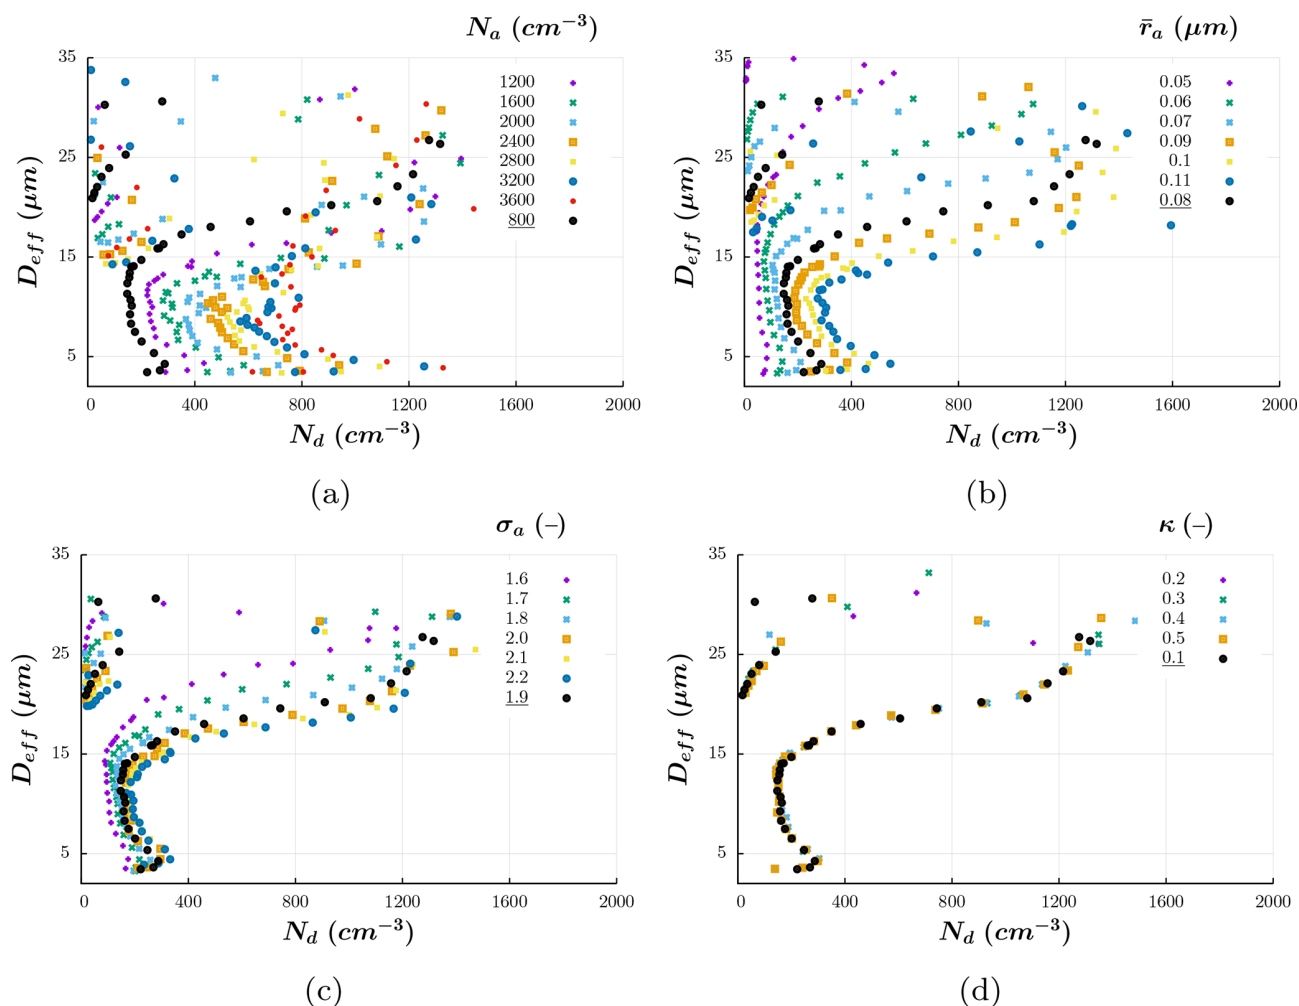 N_a (cm⁻³)
35
25
15
5
D_eff (μm)
1200
1600
2000
2400
2800
3200
3600
800
0 400 800 1200 1600 2000
N_d (cm⁻³)
(a)
r̄_a (μm)
35
25
15
5
D_eff (μm)
0.05
0.06
0.07
0.09
0.1
0.11
0.08
0 400 800 1200 1600 2000
N_d (cm⁻³)
(b)
σ_a (–)
35
25
15
5
D_eff (μm)
1.6
1.7
1.8
2.0
2.1
2.2
1.9
0 400 800 1200 1600 2000
N_d (cm⁻³)
(c)
κ (–)
35
25
15
5
D_eff (μm)
0.2
0.3
0.4
0.5
0.1
0 400 800 1200 1600 2000
N_d (cm⁻³)
(d)